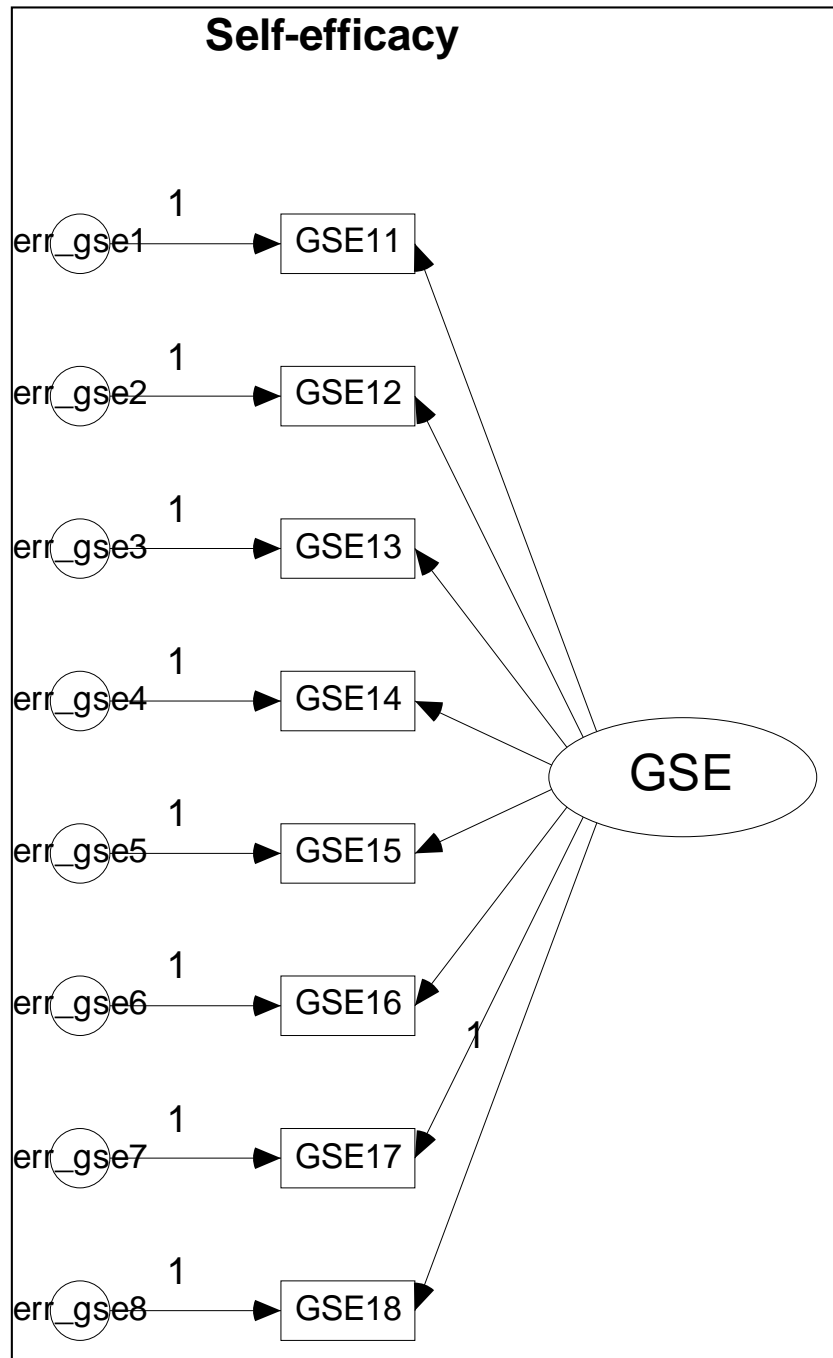 Self-efficacy
1
err_gse1 GSE11
1
err_gse2 GSE12
1
err_gse3 GSE13
1
err_gse4 GSE14
GSE
1
err_gse5 GSE15
1
err_gse6 GSE16
1
1
err_gse7 GSE17
1
err_gse8 GSE18